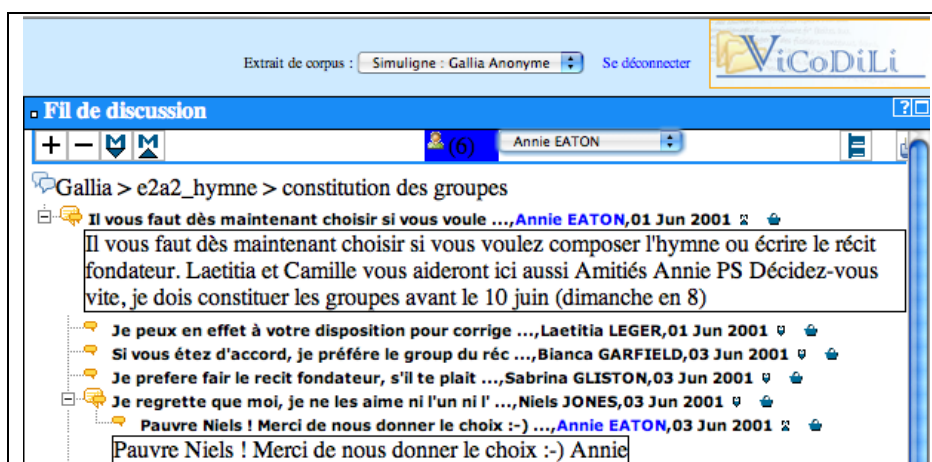 Extrait de corpus : Simuligne : Gallia Anonyme Se déconnecter
ViCoDiLi
Fil de discussion ?
+ − (6) Annie EATON
Gallia > e2a2_hymne > constitution des groupes
Il vous faut dès maintenant choisir si vous voule ...,Annie EATON,01 Jun 2001
Il vous faut dès maintenant choisir si vous voulez composer l'hymne ou écrire le récit
fondateur. Laetitia et Camille vous aideront ici aussi Amitiés Annie PS Décidez-vous
vite, je dois constituer les groupes avant le 10 juin (dimanche en 8)
Je peux en effet à votre disposition pour corrige ...,Laetitia LEGER,01 Jun 2001
Si vous étez d'accord, je préfére le group du réc ...,Bianca GARFIELD,03 Jun 2001
Je prefere fair le recit fondateur, s'il te plait ...,Sabrina GLISTON,03 Jun 2001
Je regrette que moi, je ne les aime ni l'un ni l' ...,Niels JONES,03 Jun 2001
Pauvre Niels ! Merci de nous donner le choix :-) ...,Annie EATON,03 Jun 2001
Pauvre Niels ! Merci de nous donner le choix :-) Annie